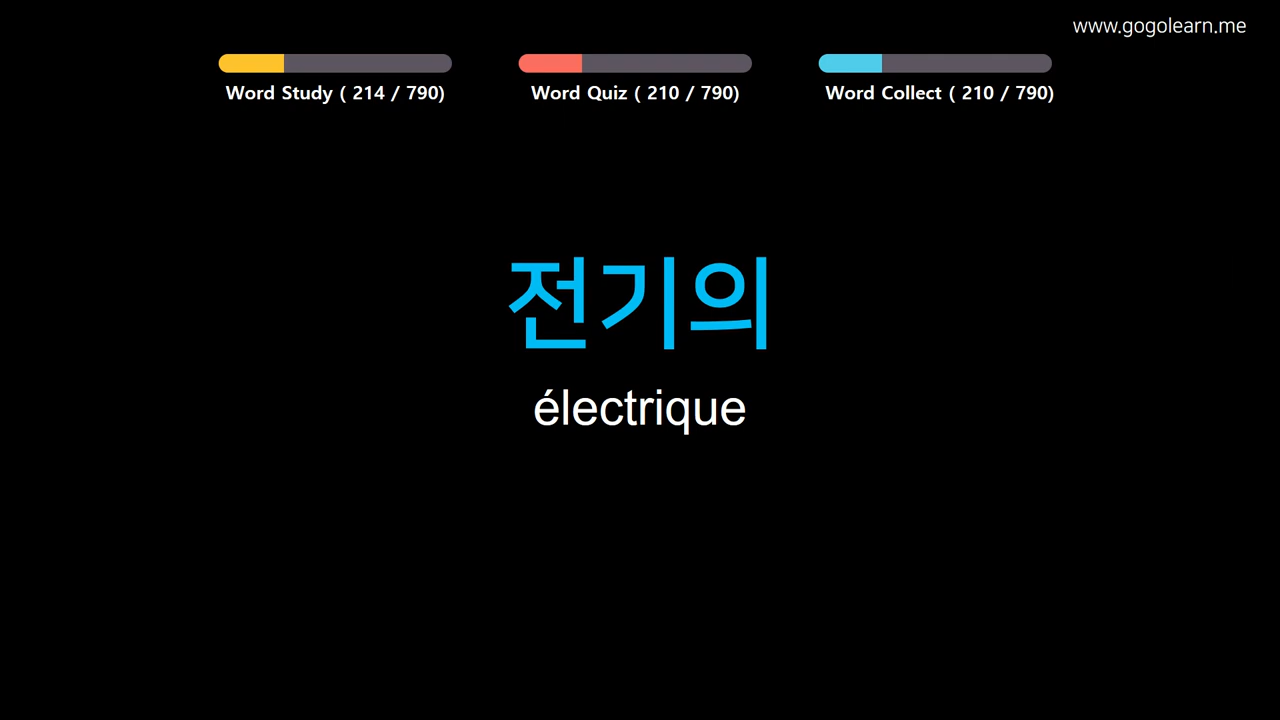 www.gogolearn.me
Word Study ( 214 / 790)
Word Quiz ( 210 / 790)
Word Collect ( 210 / 790)
전기의
électrique